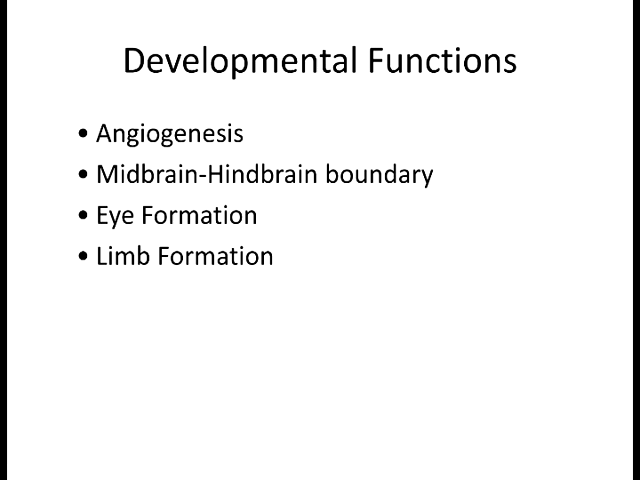 Developmental Functions
• Angiogenesis
• Midbrain-Hindbrain boundary
• Eye Formation
• Limb Formation